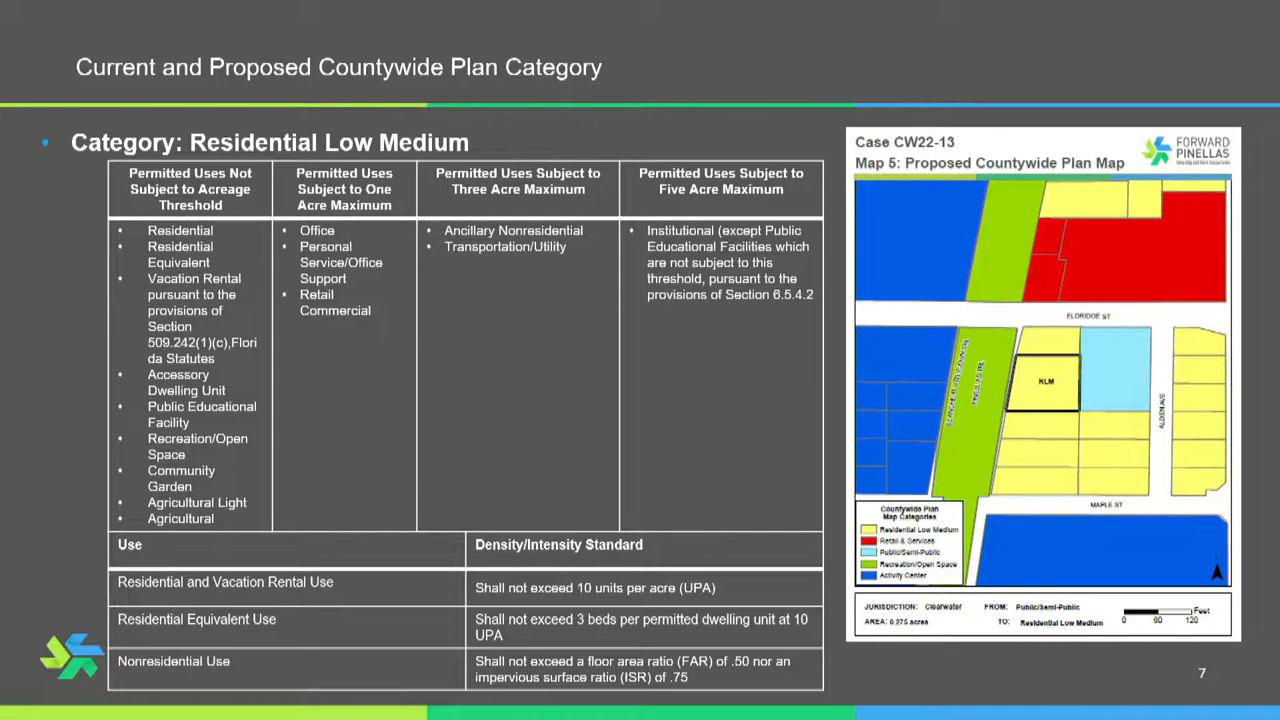 Current and Proposed Countywide Plan Category
• Category: Residential Low Medium
Permitted Uses Not
Subject to Acreage
Threshold
Permitted Uses
Subject to One
Acre Maximum
Permitted Uses Subject to
Three Acre Maximum
Permitted Uses Subject to
Five Acre Maximum
• Residential
• Residential
Equivalent
• Vacation Rental
pursuant to the
provisions of
Section
509.242(1)(c),Flori
da Statutes
• Accessory
Dwelling Unit
• Public Educational
Facility
• Recreation/Open
Space
• Community
Garden
• Agricultural Light
• Agricultural
• Office
• Personal
Service/Office
Support
• Retail
Commercial
• Ancillary Nonresidential
• Transportation/Utility
• Institutional (except Public
Educational Facilities which
are not subject to this
threshold, pursuant to the
provisions of Section 6.5.4.2
Use
Density/Intensity Standard
Residential and Vacation Rental Use
Shall not exceed 10 units per acre (UPA)
Residential Equivalent Use
Shall not exceed 3 beds per permitted dwelling unit at 10
UPA
Nonresidential Use
Shall not exceed a floor area ratio (FAR) of .50 nor an
impervious surface ratio (ISR) of .75
Case CW22-13
Map 5: Proposed Countywide Plan Map
FORWARD
PINELLAS
ELDRIDGE ST
PINELLAS TRL
RLM
ALDEN AVE
MAPLE ST
Countywide Plan
Map Categories
Residential Low Medium
Retail & Services
Public/Semi-Public
Recreation/Open Space
Activity Center
JURISDICTION: Clearwater
FROM: Public/Semi-Public
AREA: 0.275 acres
TO: Residential Low Medium
Feet
0 60 120
7